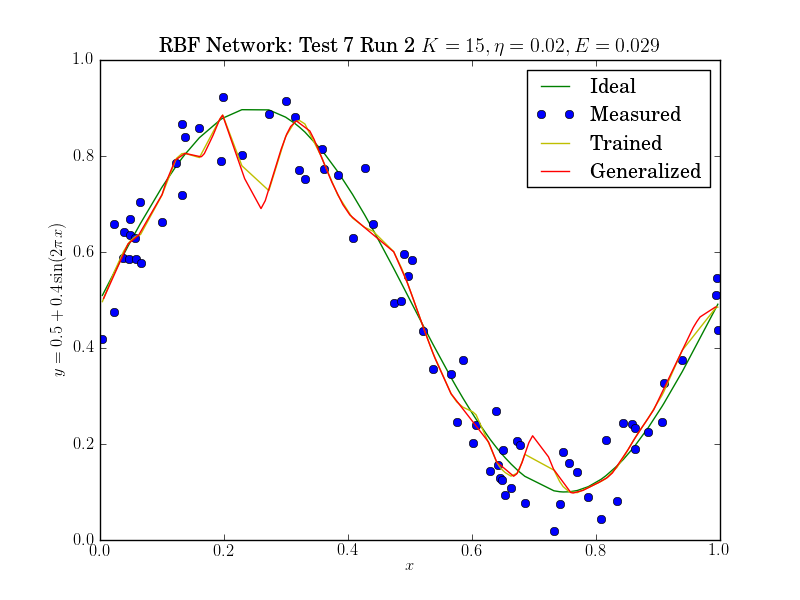 RBF Network: Test 7 Run 2 K = 15, η = 0.02, E = 0.029
Ideal
Measured
Trained
Generalized
y = 0.5 + 0.4 sin(2πx)
1.0
0.8
0.6
0.4
0.2
0.0
0.0 0.2 0.4 0.6 0.8 1.0
x